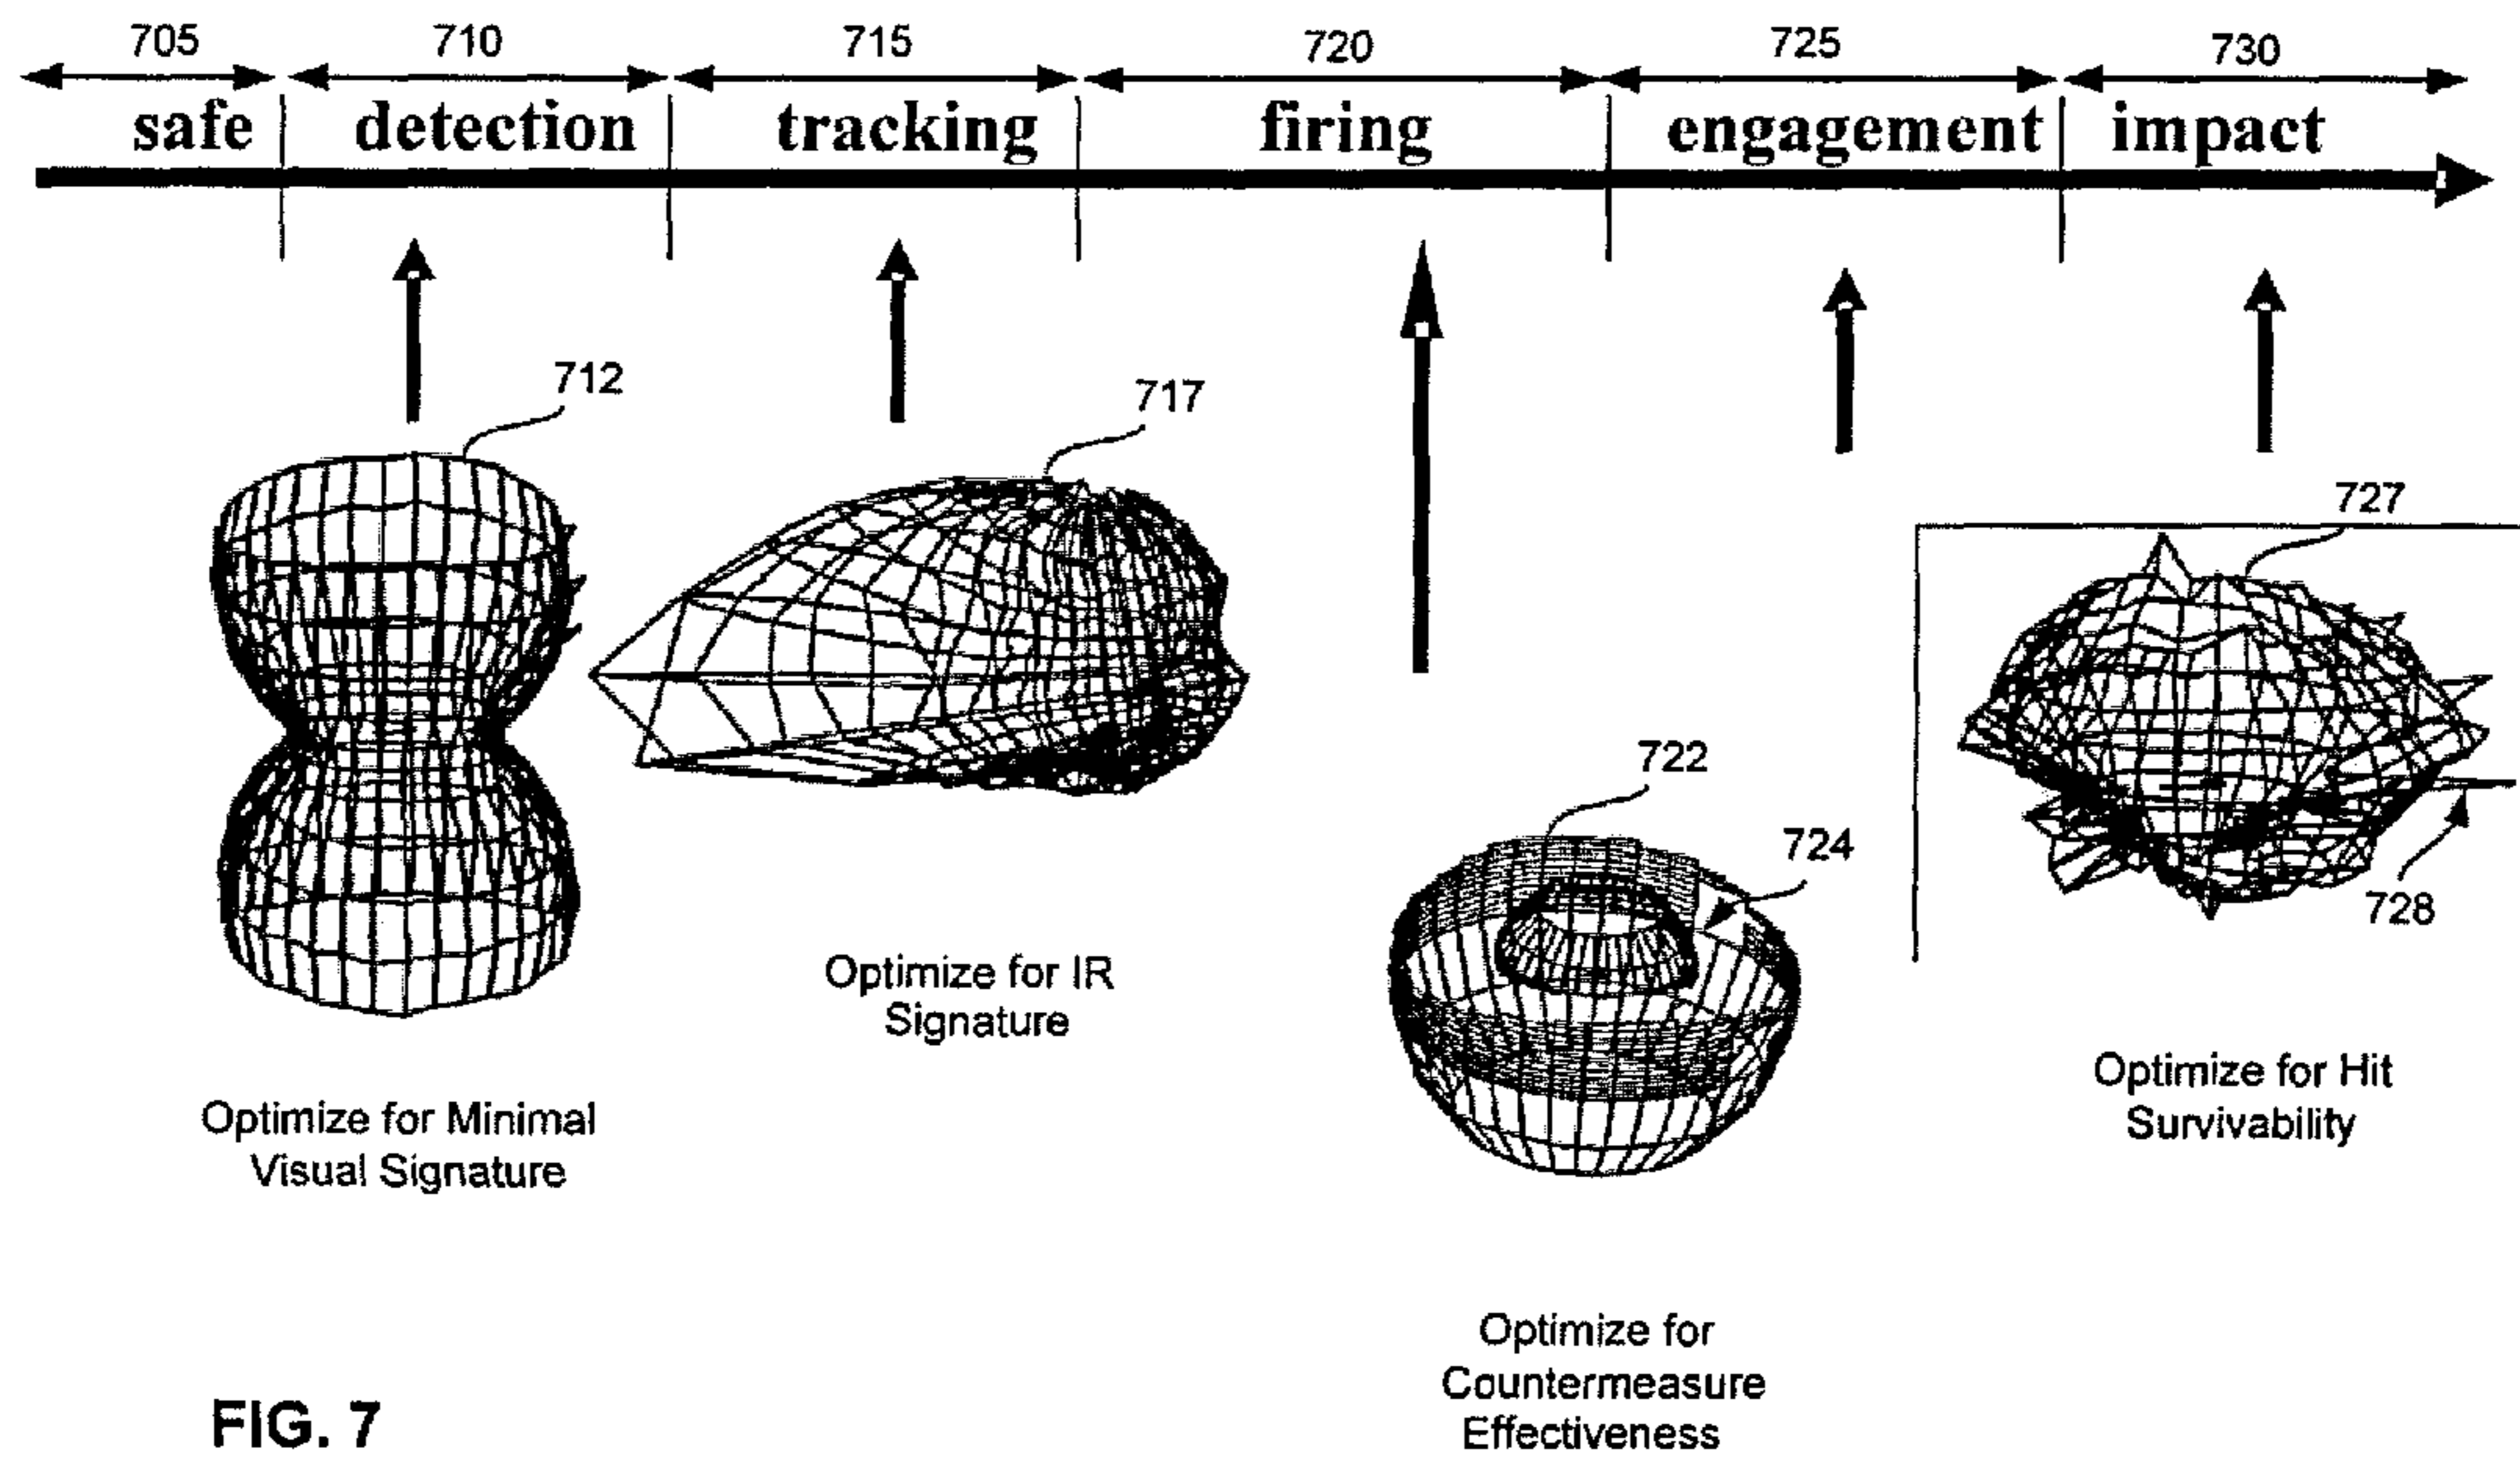 705 710 715 720 725 730
safe detection tracking firing engagement impact
712
717
727
722
724
728
Optimize for IR
Signature
Optimize for Minimal
Visual Signature
Optimize for Hit
Survivability
Optimize for
Countermeasure
Effectiveness
FIG. 7